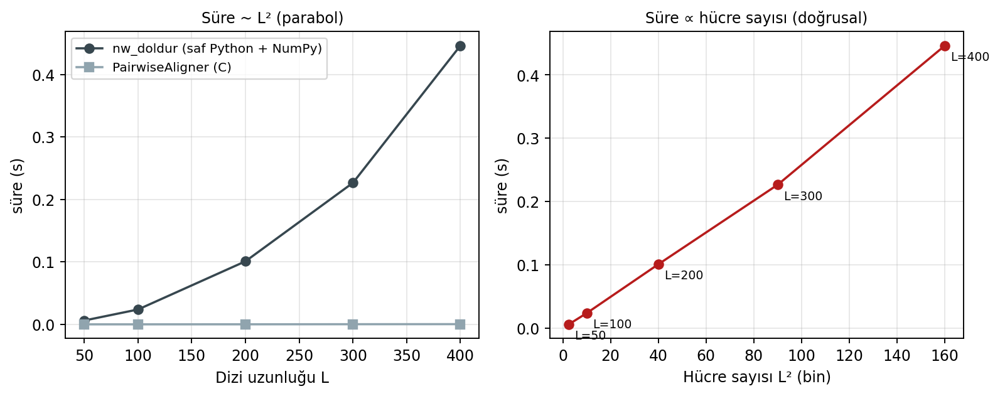 Süre ~ L² (parabol)
nw_doldur (saf Python + NumPy)
PairwiseAligner (C)
süre (s)
0.4
0.3
0.2
0.1
0.0
50 100 150 200 250 300 350 400
Dizi uzunluğu L
Süre ∝ hücre sayısı (doğrusal)
süre (s)
0.4
0.3
0.2
0.1
0.0
L=400
L=300
L=200
L=100
L=50
0 20 40 60 80 100 120 140 160
Hücre sayısı L² (bin)